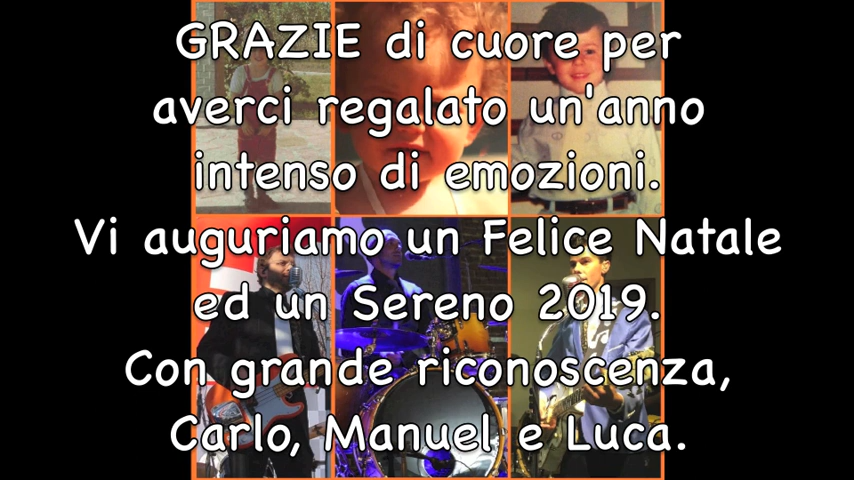 GRAZIE di cuore per
averci regalato un'anno
intenso di emozioni.
Vi auguriamo un Felice Natale
ed un Sereno 2019.
Con grande riconoscenza,
Carlo, Manuel e Luca.